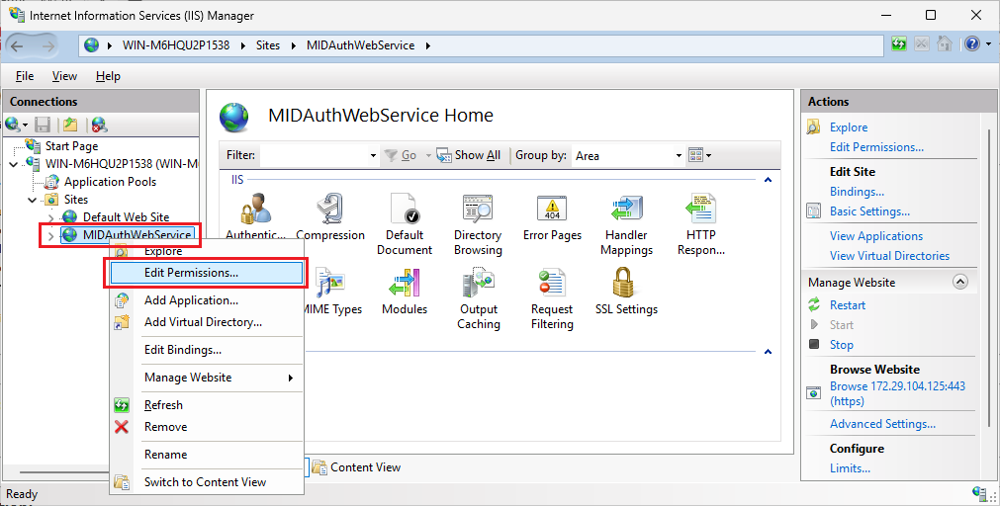 Internet Information Services (IIS) Manager
WIN-M6HQU2P1538 Sites MIDAuthWebService
File View Help
Connections
Start Page
WIN-M6HQU2P1538 (WIN-M6
Application Pools
Sites
Default Web Site
MIDAuthWebService
Explore
Edit Permissions...
Add Application...
Add Virtual Directory...
Edit Bindings...
Manage Website
Refresh
Remove
Rename
Switch to Content View
MIDAuthWebService Home
Filter: Go Show All Group by: Area
IIS
Authentic... Compression Default Document Directory Browsing Error Pages Handler Mappings HTTP Respon...
404
MIME Types Modules Output Caching Request Filtering SSL Settings
Content View
Actions
Explore
Edit Permissions...
Edit Site
Bindings...
Basic Settings...
View Applications
View Virtual Directories
Manage Website
Restart
Start
Stop
Browse Website
Browse 172.29.104.125:443
(https)
Advanced Settings...
Configure
Limits...
Ready